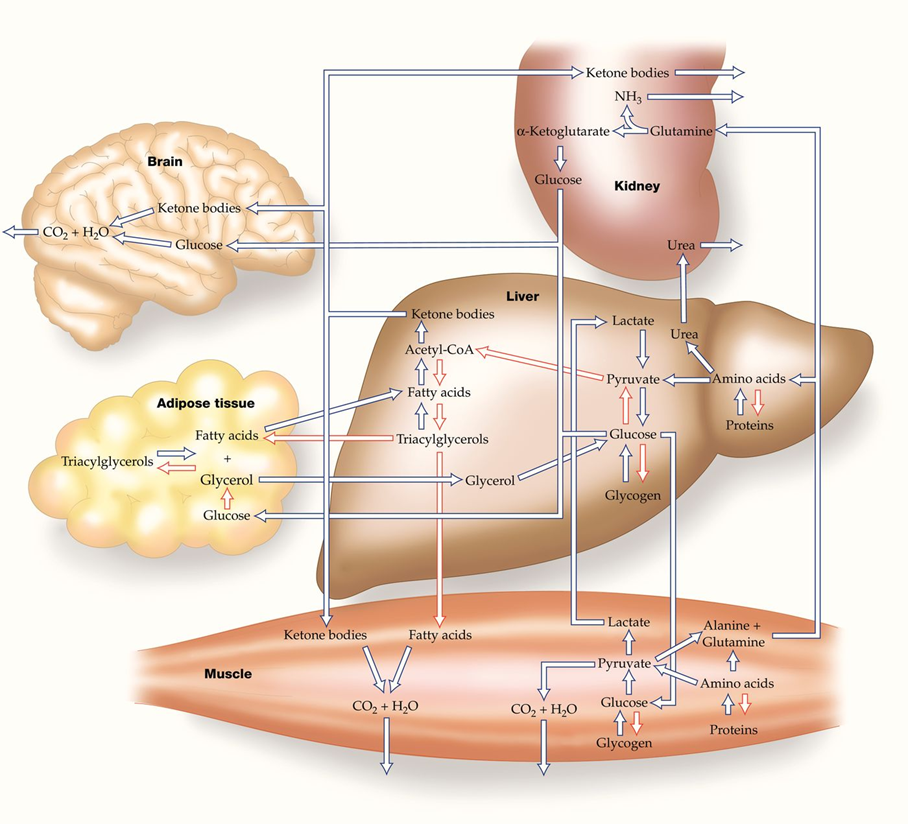 Ketone bodies
NH₃
α-Ketoglutarate
Glutamine
Glucose
Kidney
Urea
Brain
Ketone bodies
CO₂ + H₂O
Glucose
Liver
Ketone bodies
Acetyl-CoA
Fatty acids
Triacylglycerols
Glycerol
Lactate
Pyruvate
Glucose
Glycogen
Urea
Amino acids
Proteins
Adipose tissue
Fatty acids
Triacylglycerols
+
Glycerol
Glucose
Muscle
Ketone bodies
Fatty acids
CO₂ + H₂O
CO₂ + H₂O
Lactate
Pyruvate
Glucose
Glycogen
Alanine +
Glutamine
Amino acids
Proteins